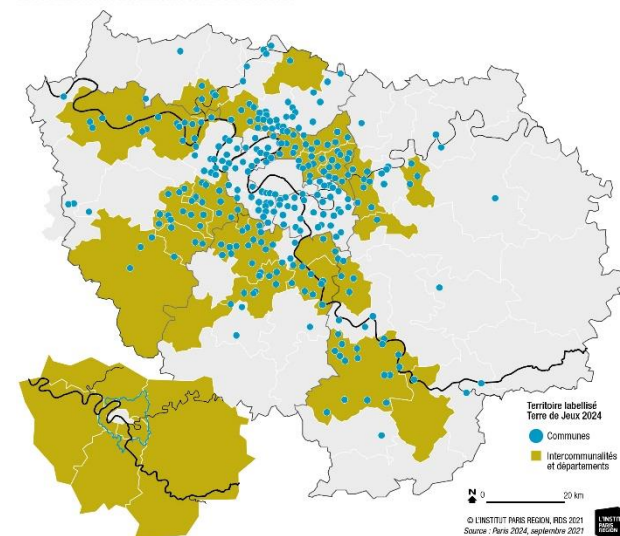 Territoire labellisé
Terre de Jeux 2024
Communes
Intercommunalités
et départements
N
0
20 km
© L'INSTITUT PARIS REGION, IRDS 2021
Source : Paris 2024, septembre 2021
L'INSTIT
PARIS
REGION